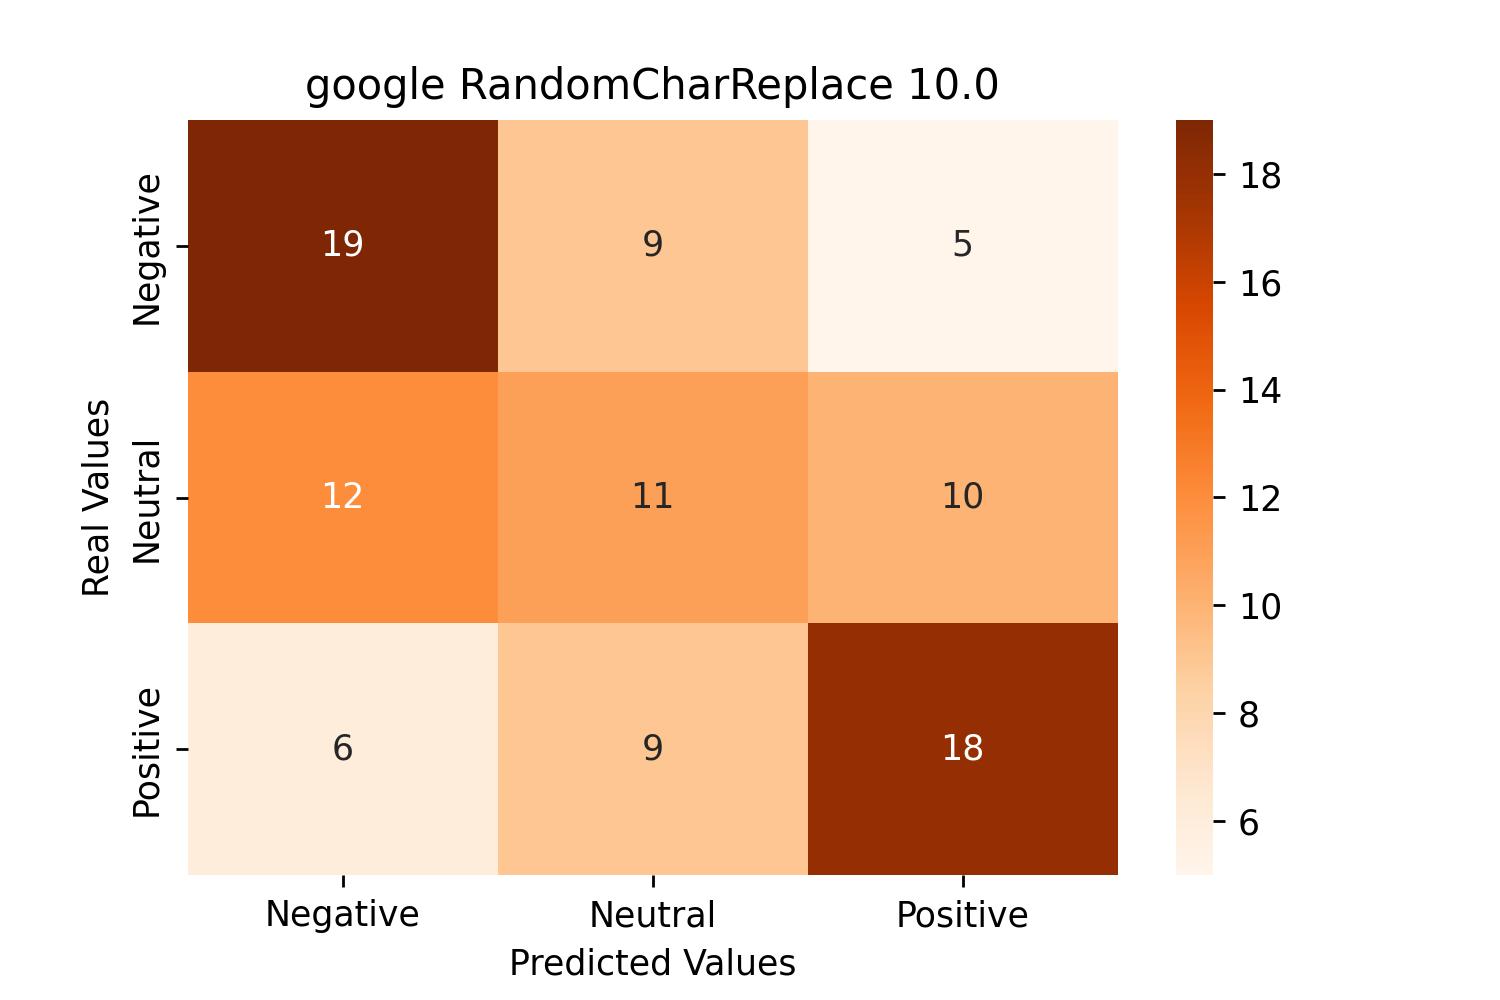 google RandomCharReplace 10.0
Real Values
Negative
Neutral
Positive
19 9 5
12 11 10
6 9 18
Negative Neutral Positive
Predicted Values
18
16
14
12
10
8
6